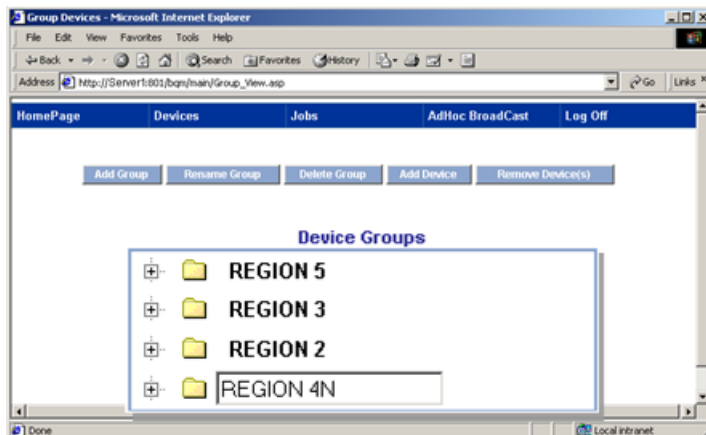 Group Devices - Microsoft Internet Explorer
File Edit View Favorites Tools Help
Back Search Favorites History
Address http://Server1:801/bqm/main/Group_View.asp Go Links
HomePage Devices Jobs AdHoc BroadCast Log Off
Add Group Rename Group Delete Group Add Device Remove Device(s)
Device Groups
REGION 5
REGION 3
REGION 2
REGION 4N
Done Local intranet